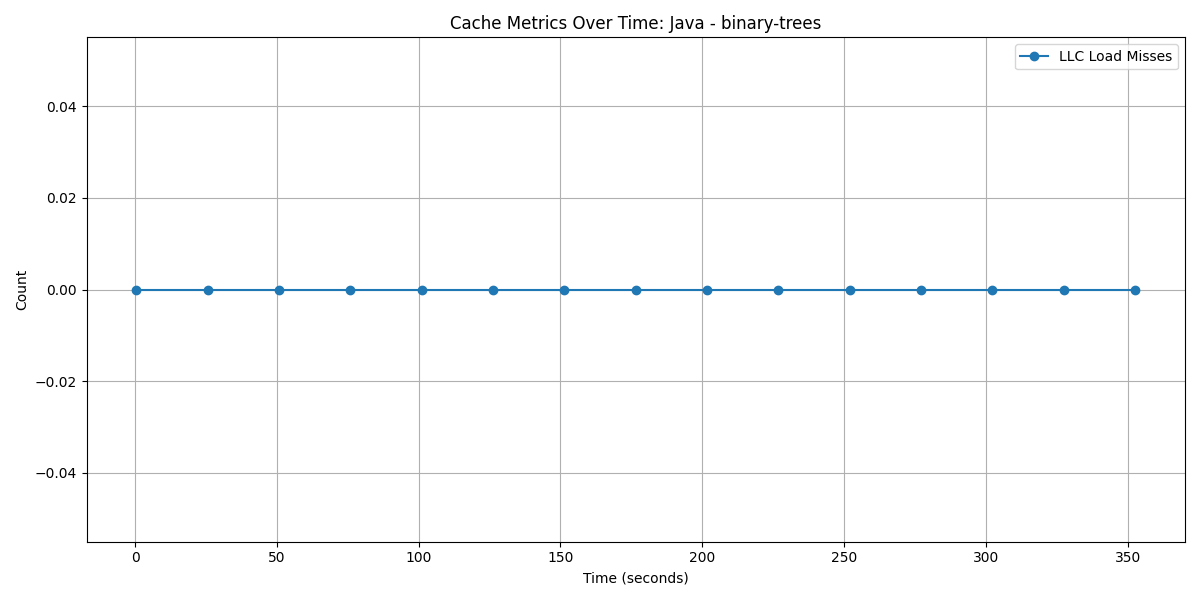 Cache Metrics Over Time: Java - binary-trees
LLC Load Misses
Count
0.04
0.02
0.00
−0.02
−0.04
0 50 100 150 200 250 300 350
Time (seconds)